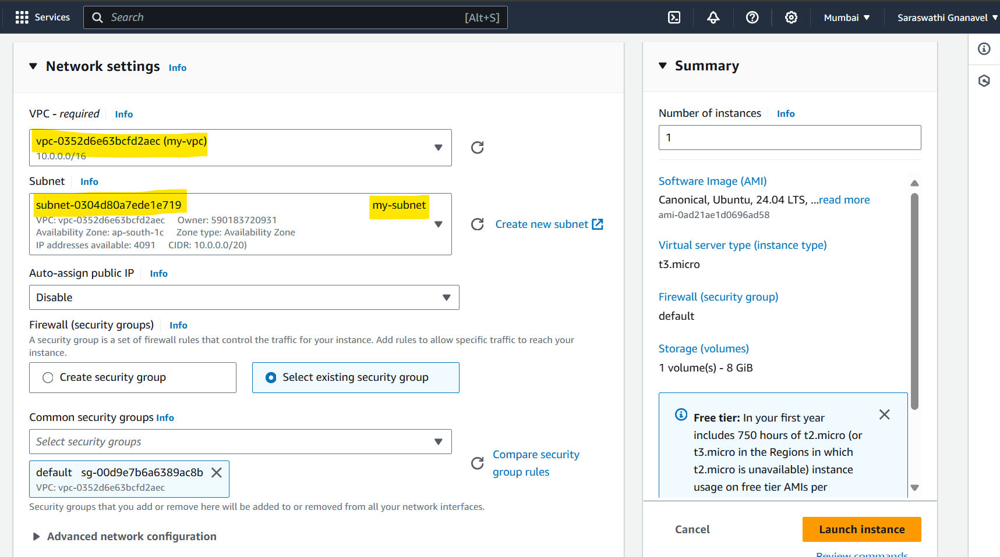 Services
Search [Alt+S]
Mumbai
Saraswathi Gnanavel
Network settings Info
VPC - required Info
vpc-0352d6e63bcfd2aec (my-vpc)
10.0.0.0/16
Subnet Info
subnet-0304d80a7ede1e719 my-subnet
VPC: vpc-0352d6e63bcfd2aec Owner: 590183720931
Availability Zone: ap-south-1c Zone type: Availability Zone
IP addresses available: 4091 CIDR: 10.0.0.0/20)
Create new subnet
Auto-assign public IP Info
Disable
Firewall (security groups) Info
A security group is a set of firewall rules that control the traffic for your instance. Add rules to allow specific traffic to reach your
instance.
Create security group
Select existing security group
Common security groups Info
Select security groups
default sg-00d9e7b6a6389ac8b
VPC: vpc-0352d6e63bcfd2aec
Compare security
group rules
Security groups that you add or remove here will be added to or removed from all your network interfaces.
Advanced network configuration
Summary
Number of instances Info
1
Software Image (AMI)
Canonical, Ubuntu, 24.04 LTS, ...read more
ami-0ad21ae1d0696ad58
Virtual server type (instance type)
t3.micro
Firewall (security group)
default
Storage (volumes)
1 volume(s) - 8 GiB
Free tier: In your first year
includes 750 hours of t2.micro (or
t3.micro in the Regions in which
t2.micro is unavailable) instance
usage on free tier AMIs per
Cancel
Launch instance
Review commands